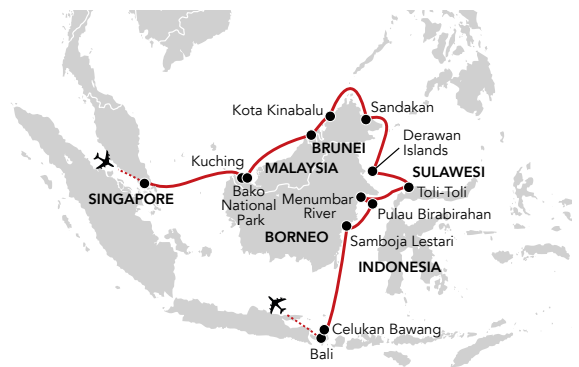 Kota Kinabalu
Sandakan
BRUNEI
Derawan
Islands
Kuching
MALAYSIA
SULAWESI
SINGAPORE
Bako
National
Park
Menumbar
River
Toli-Toli
Pulau Birabirahan
BORNEO
Samboja Lestari
INDONESIA
Celukan Bawang
Bali